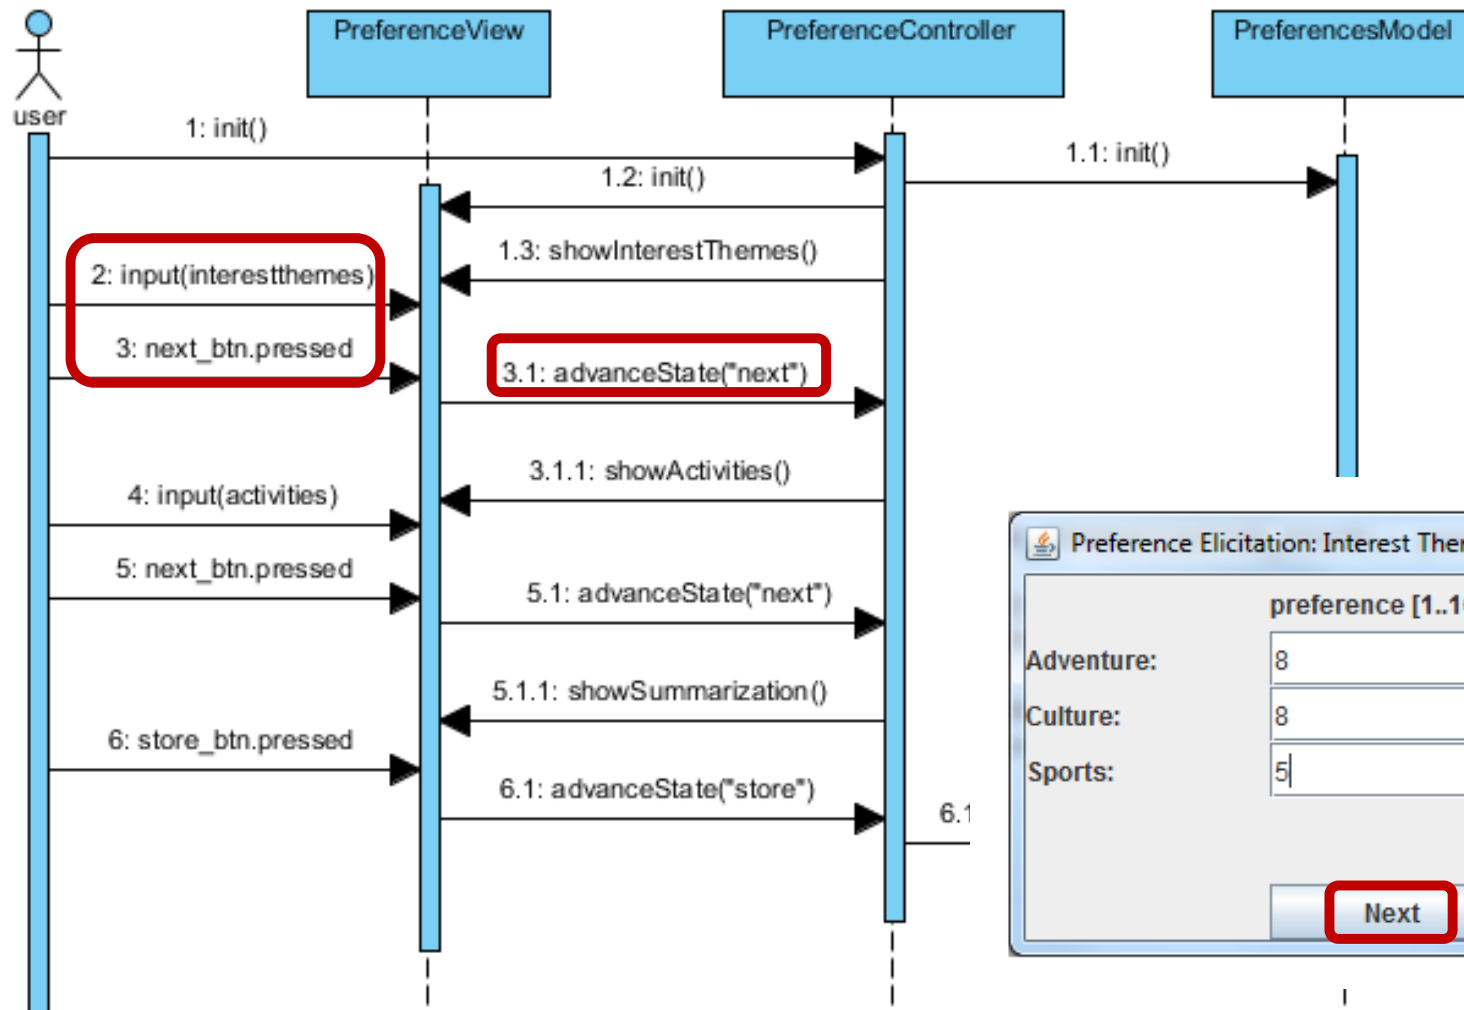 PreferenceView
PreferenceController
PreferencesModel
user
1: init()
1.1: init()
1.2: init()
1.3: showInterestThemes()
2: input(interestthemes)
3: next_btn.pressed
3.1: advanceState("next")
3.1.1: showActivities()
4: input(activities)
5: next_btn.pressed
5.1: advanceState("next")
5.1.1: showSummarization()
6: store_btn.pressed
6.1: advanceState("store")
6.1
Preference Elicitation: Interest
preference [1..1
Adventure: 8
Culture: 8
Sports: 5
Next